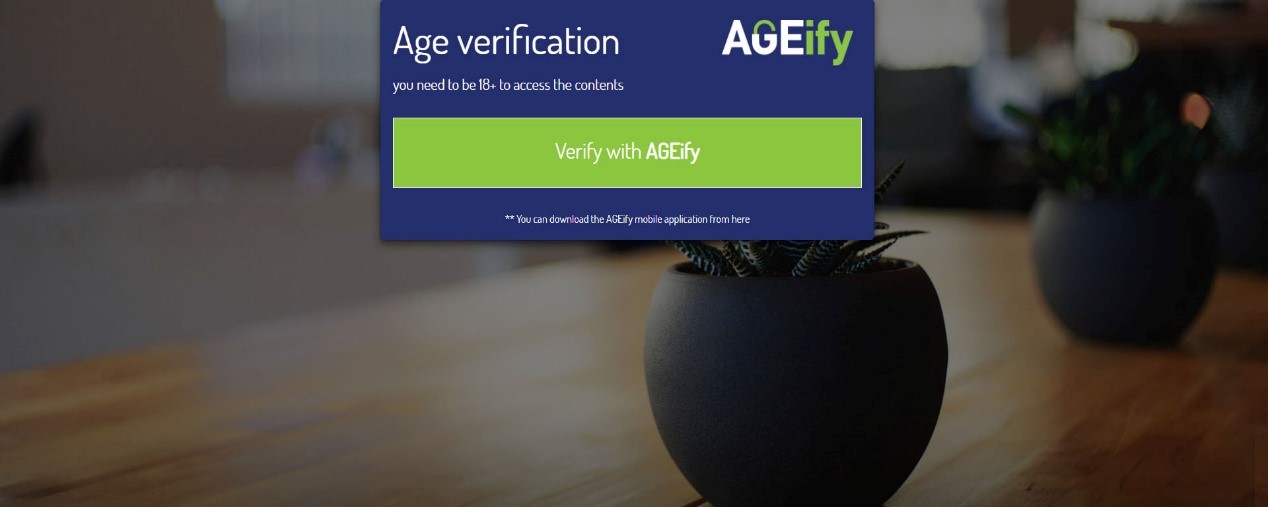 Age verification
AGEify
you need to be 18+ to access the contents
Verify with AGEify
** You can download the AGEify mobile application from here